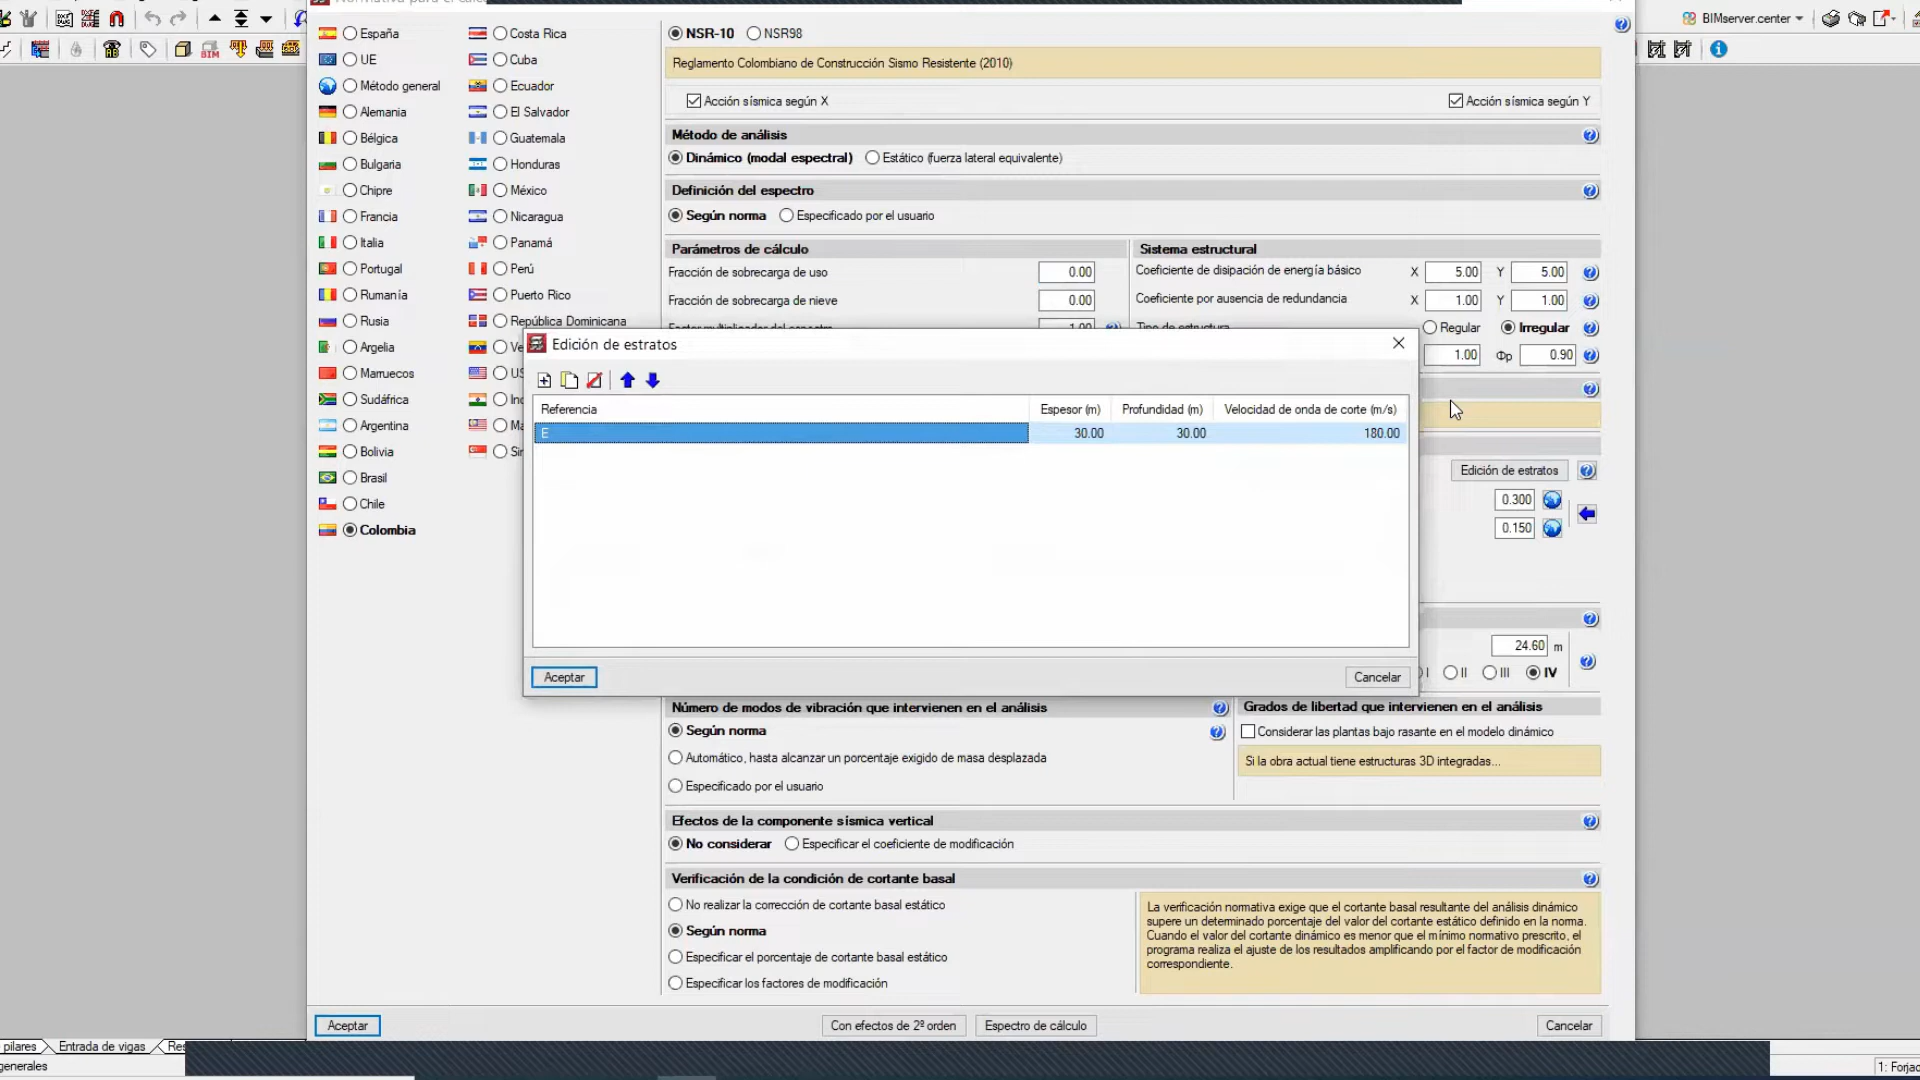 BIMserver.center
España
UE
Método general
Alemania
Bélgica
Bulgaria
Chipre
Francia
Italia
Portugal
Rumanía
Rusia
Argelia
Marruecos
Sudáfrica
Argentina
Bolivia
Brasil
Chile
Colombia
Costa Rica
Cuba
Ecuador
El Salvador
Guatemala
Honduras
México
Nicaragua
Panamá
Perú
Puerto Rico
República Dominicana
NSR-10 NSR98
Reglamento Colombiano de Construcción Sismo Resistente (2010)
Acción sísmica según X
Acción sísmica según Y
Método de análisis
Dinámico (modal espectral) Estático (fuerza lateral equivalente)
Definición del espectro
Según norma Especificado por el usuario
Parámetros de cálculo
Fracción de sobrecarga de uso 0.00
Fracción de sobrecarga de nieve 0.00
Sistema estructural
Coeficiente de disipación de energía básico X 5.00 Y 5.00
Coeficiente por ausencia de redundancia X 1.00 Y 1.00
Regular Irregular
1.00 Φp 0.90
Edición de estratos
Referencia Espesor (m) Profundidad (m) Velocidad de onda de corte (m/s)
E 30.00 30.00 180.00
Aceptar Cancelar
Edición de estratos
0.300
0.150
24.60 m
I II III IV
Número de modos de vibración que intervienen en el análisis
Según norma
Automático, hasta alcanzar un porcentaje exigido de masa desplazada
Especificado por el usuario
Grados de libertad que intervienen en el análisis
Considerar las plantas bajo rasante en el modelo dinámico
Si la obra actual tiene estructuras 3D integradas...
Efectos de la componente sísmica vertical
No considerar Especificar el coeficiente de modificación
Verificación de la condición de cortante basal
No realizar la corrección de cortante basal estático
Según norma
Especificar el porcentaje de cortante basal estático
Especificar los factores de modificación
La verificación normativa exige que el cortante basal resultante del análisis dinámico
supere un determinado porcentaje del valor del cortante estático definido en la norma.
Cuando el valor del cortante dinámico es menor que el mínimo normativo prescrito, el
programa realiza el ajuste de los resultados amplificando por el factor de modificación
correspondiente.
Aceptar Con efectos de 2º orden Espectro de cálculo Cancelar
pilares Entrada de vigas Res
generales
1: Forjad